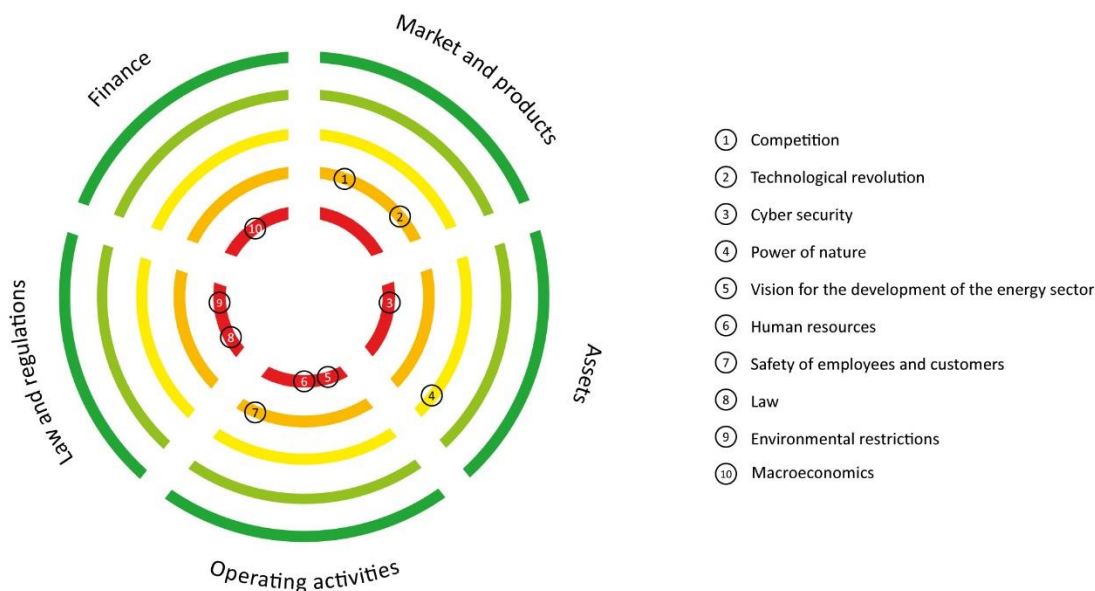 Finance
Market and products
Assets
Operating activities
Law and regulations
1
2
3
4
5
6
7
8
9
10
1 Competition
2 Technological revolution
3 Cyber security
4 Power of nature
5 Vision for the development of the energy sector
6 Human resources
7 Safety of employees and customers
8 Law
9 Environmental restrictions
10 Macroeconomics